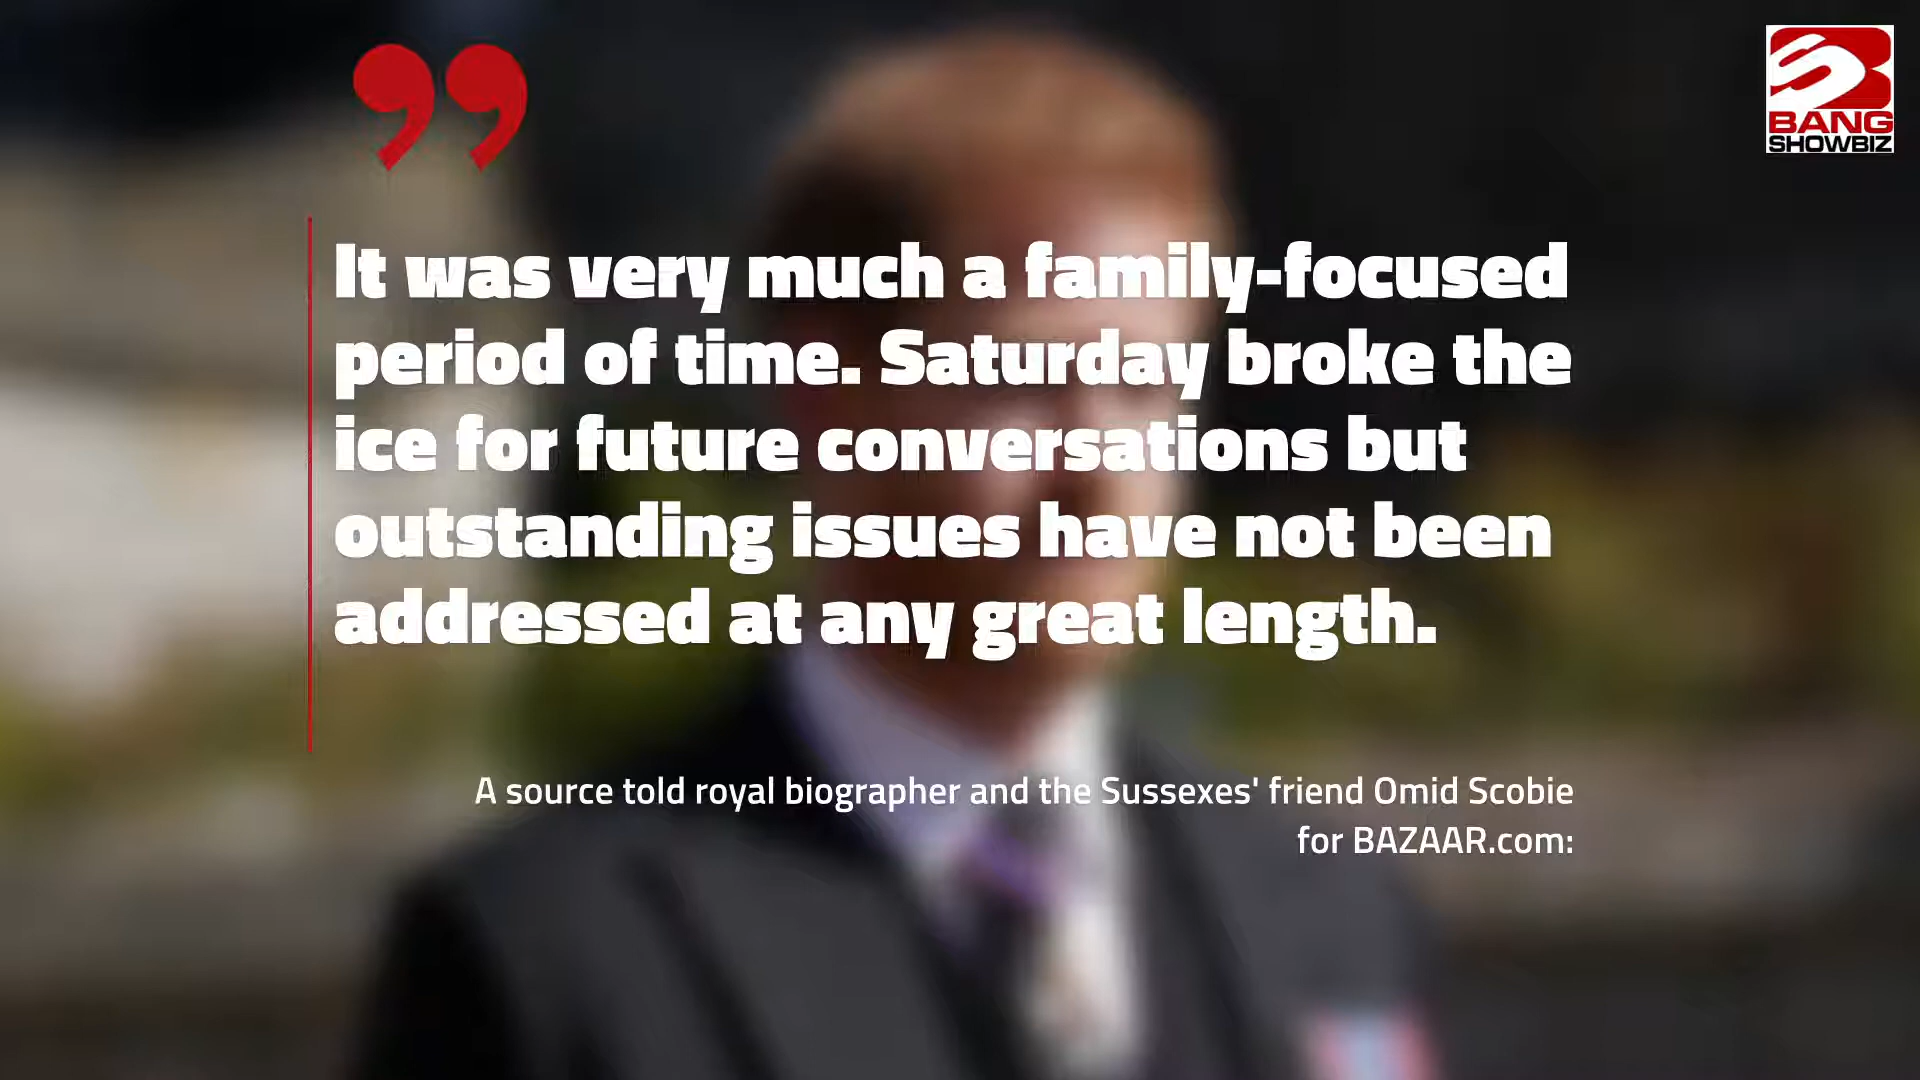 ”
BANG
SHOWBIZ
It was very much a family-focused
period of time. Saturday broke the
ice for future conversations but
outstanding issues have not been
addressed at any great length.
A source told royal biographer and the Sussexes' friend Omid Scobie
for BAZAAR.com: